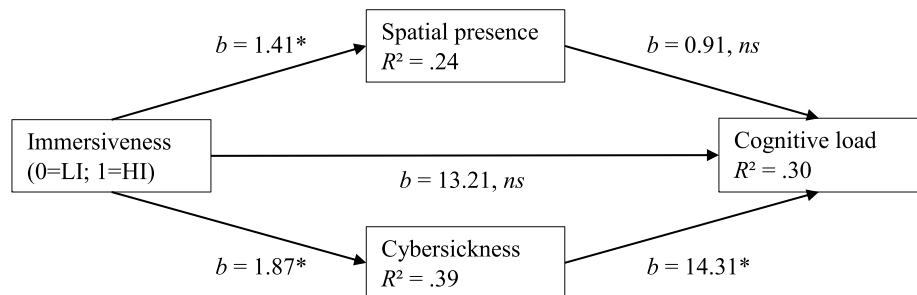 Spatial presence
R² = .24
b = 1.41*
b = 0.91, ns
Immersiveness
(0=LI; 1=HI)
Cognitive load
R² = .30
b = 13.21, ns
Cybersickness
R² = .39
b = 1.87*
b = 14.31*